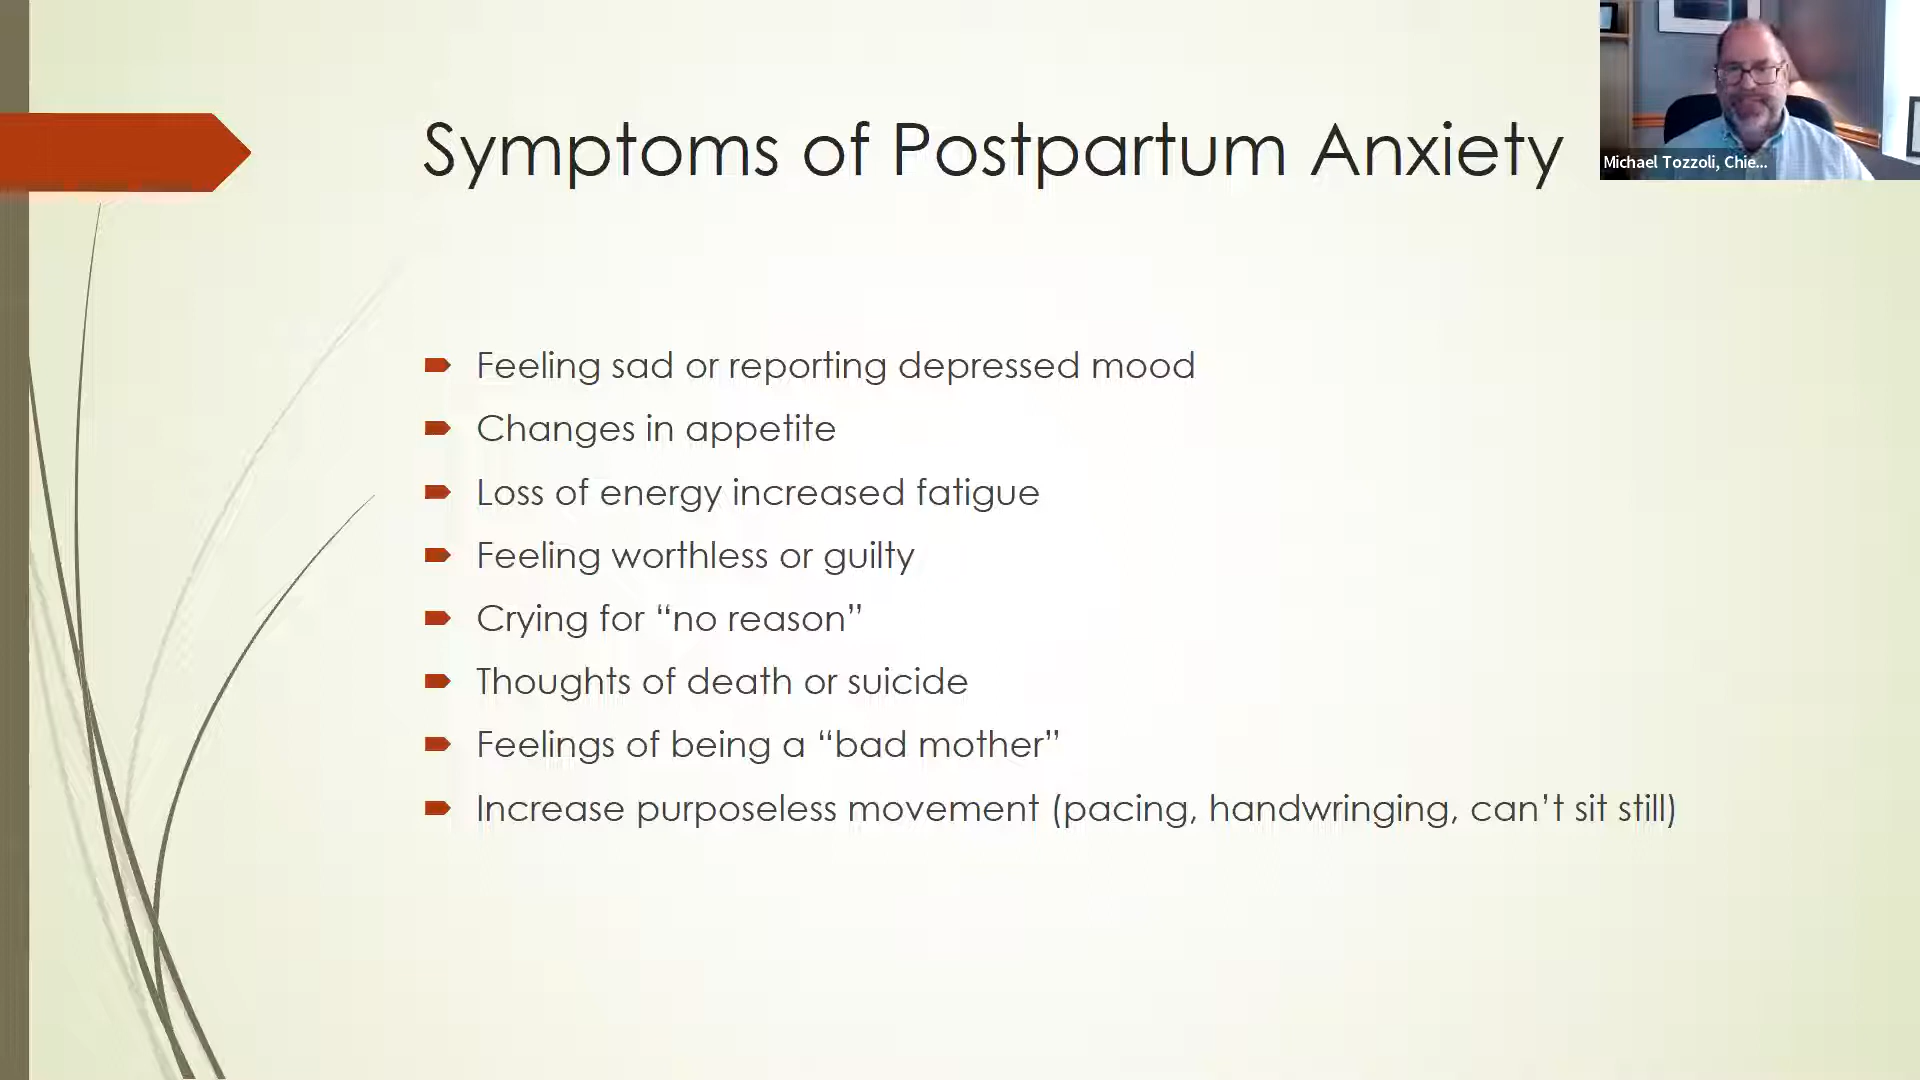 Symptoms of Postpartum Anxiety
Michael Tozzoli, Chie...
Feeling sad or reporting depressed mood
Changes in appetite
Loss of energy increased fatigue
Feeling worthless or guilty
Crying for “no reason”
Thoughts of death or suicide
Feelings of being a “bad mother”
Increase purposeless movement (pacing, handwringing, can’t sit still)